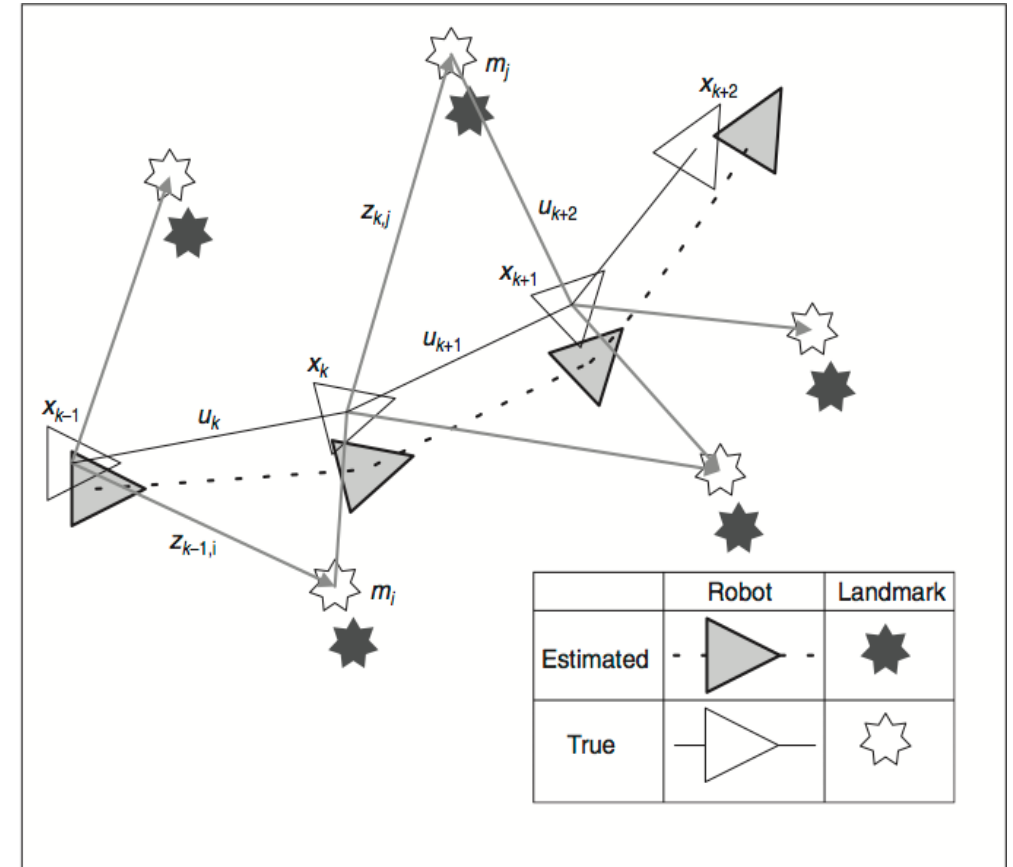 m_j
x_{k+2}
z_{k,j}
u_{k+2}
x_{k+1}
u_{k+1}
x_k
x_{k–1}
u_k
z_{k–1,i}
m_i
Robot Landmark
Estimated
True